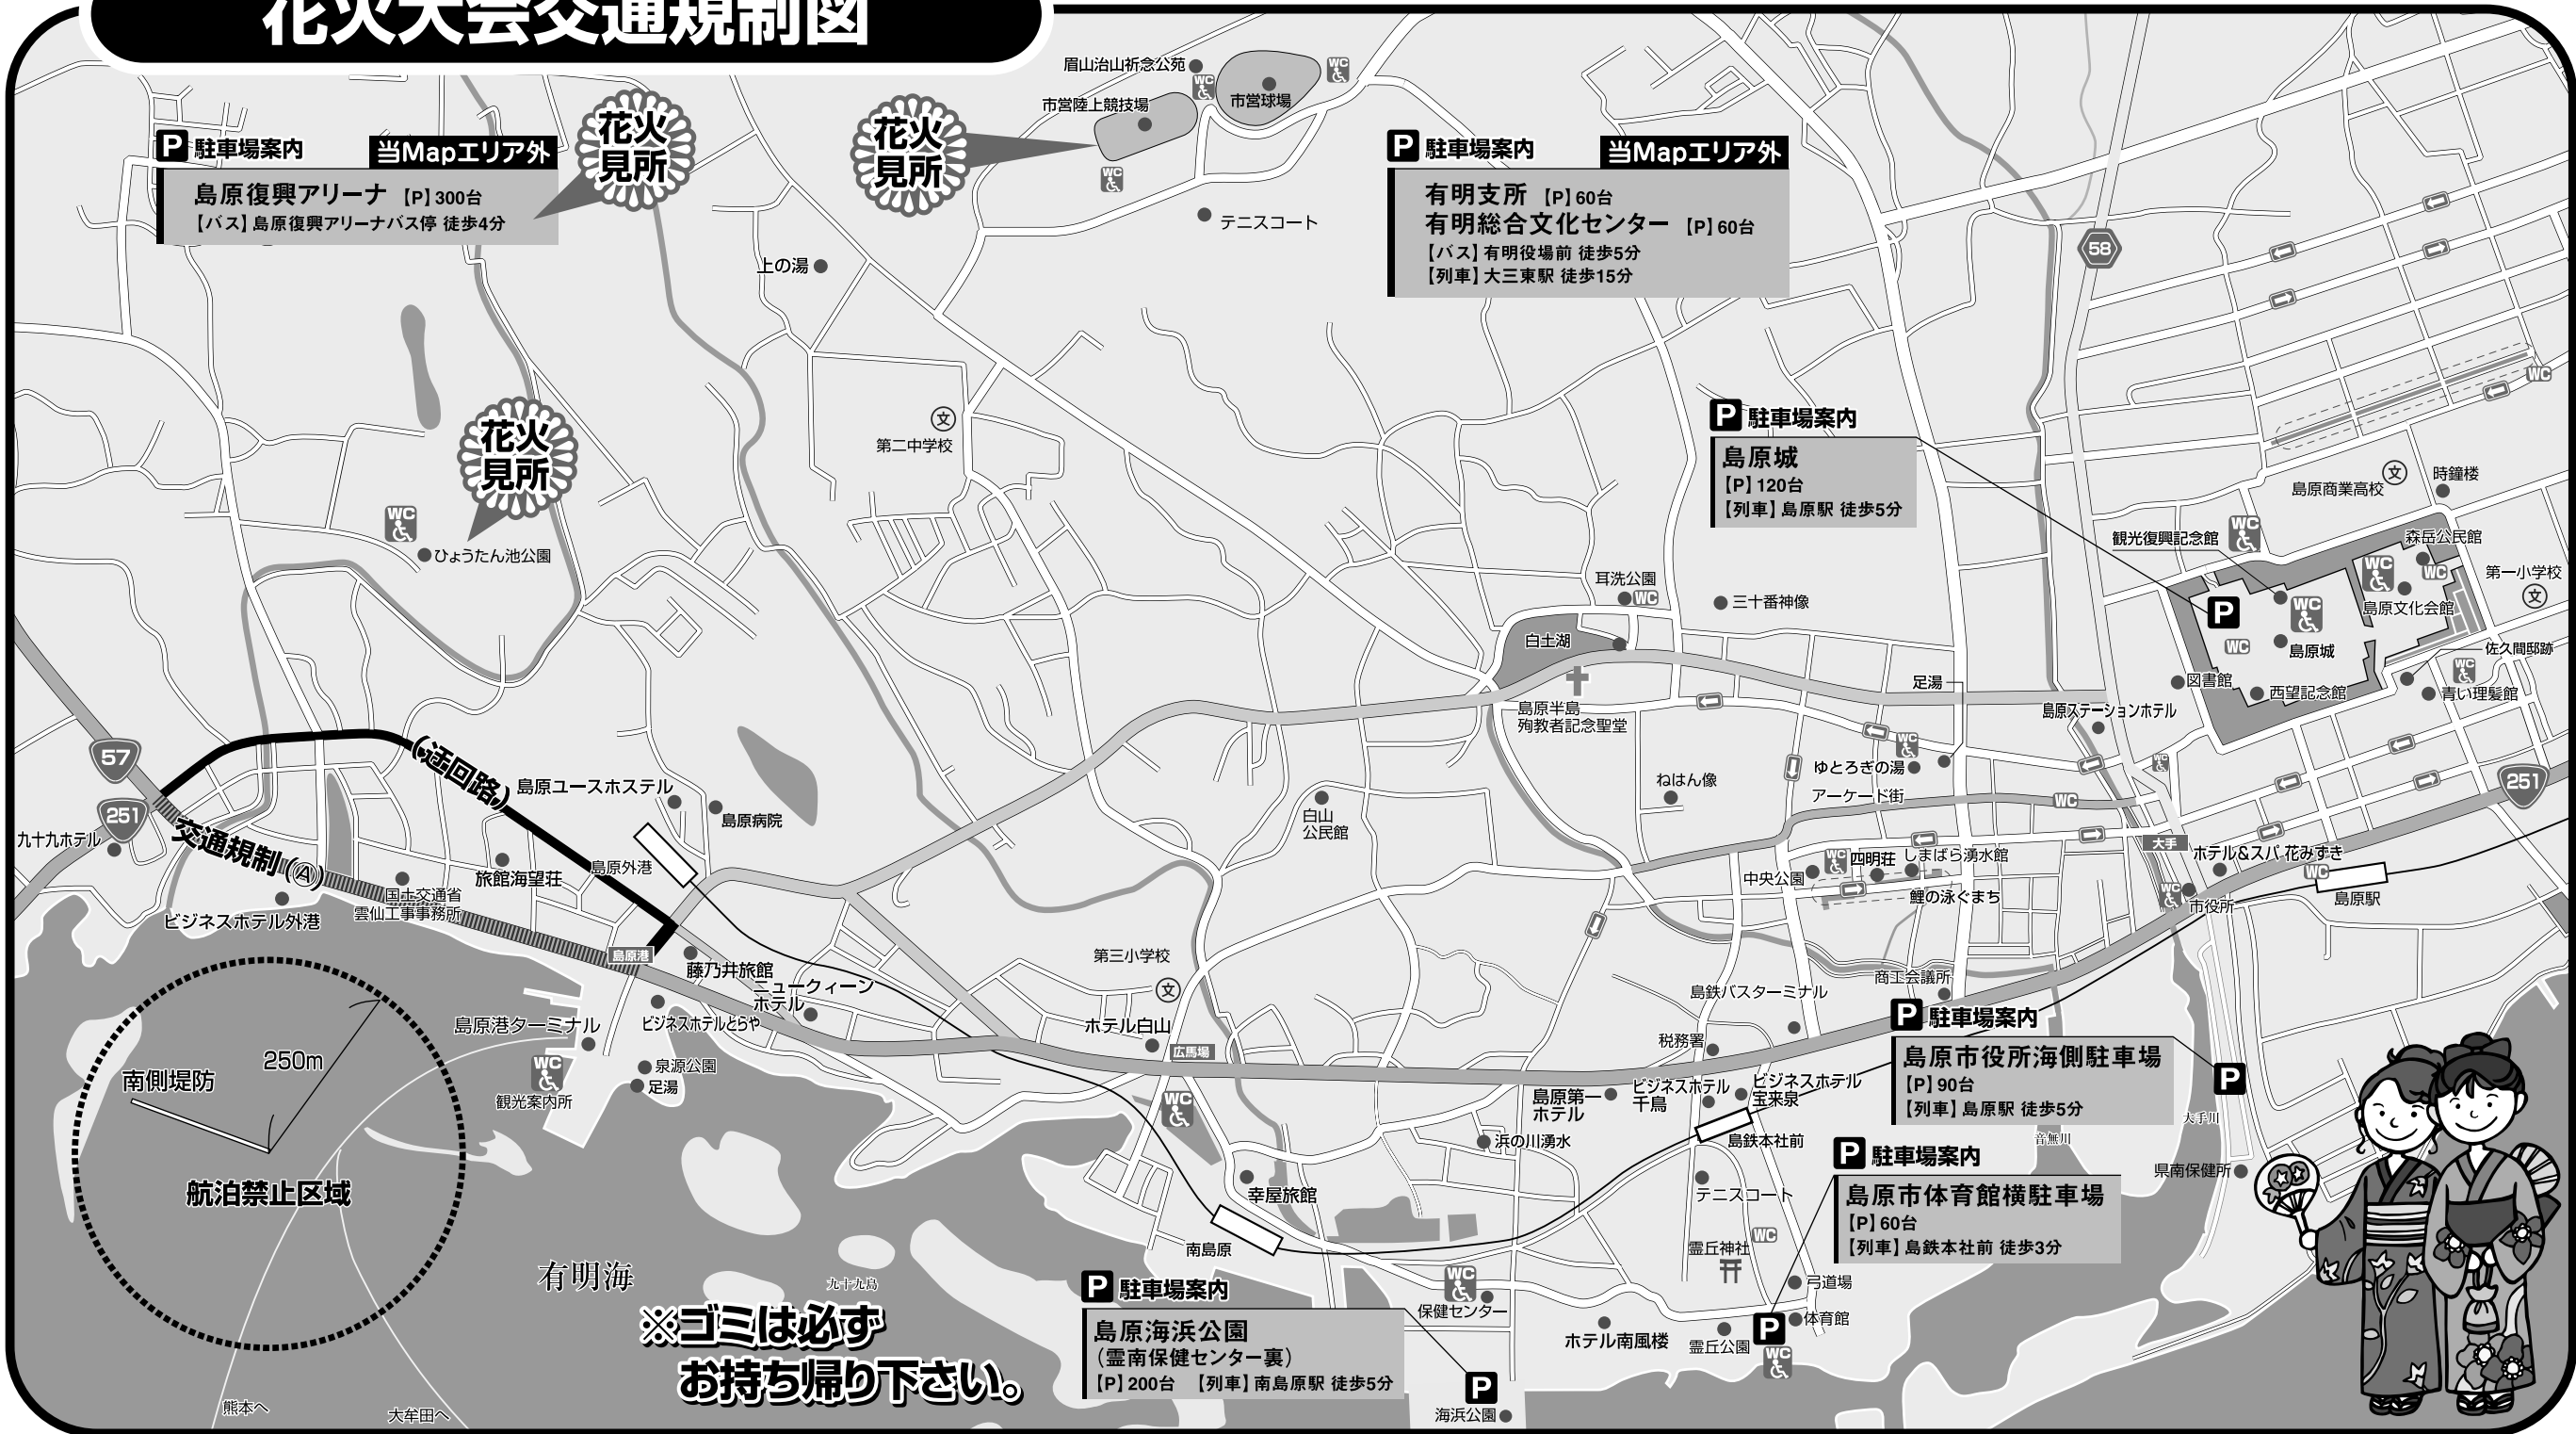 花火大会交通規制図
眉山治山祈念公苑
WC
WC
市営球場
市営陸上競技場
花火
見所
花火
見所
WC
テニスコート
P 駐車場案内
当Mapエリア外
島原復興アリーナ 【P】300台
【バス】島原復興アリーナバス停 徒歩4分
P 駐車場案内
当Mapエリア外
有明支所 【P】60台
有明総合文化センター 【P】60台
【バス】有明役場前 徒歩5分
【列車】大三東駅 徒歩15分
58
上の湯
花火
見所
WC
ひょうたん池公園
文
第二中学校
P 駐車場案内
島原城
【P】120台
【列車】島原駅 徒歩5分
WC
文
島原商業高校
時鐘楼
観光復興記念館
WC
森岳公民館
WC
WC
第一小学校
文
島原文化会館
P
WC
WC
島原城
佐久間邸跡
WC
図書館
西望記念館
青い理髪館
耳洗公園
WC
三十番神像
白土湖
島原半島
殉教者記念聖堂
足湯
島原ステーションホテル
WC
ゆとろぎの湯
WC
ねはん像
アーケード街
WC
57
251
251
(迂回路)
交通規制(Ⓐ)
九十九ホテル
島原ユースホステル
島原病院
島原外港
旅館海望荘
国土交通省
雲仙工事事務所
ビジネスホテル外港
白山
公民館
大手
ホテル&スパ 花みずき
WC
島原駅
WC
市役所
WC
四明荘
しまばら湧水館
中央公園
鯉の泳ぐまち
島原港
藤乃井旅館
ニュークィーン
ホテル
ビジネスホテルとらや
第三小学校
文
ホテル白山
広馬場
WC
島鉄バスターミナル
商工会議所
税務署
島原港ターミナル
WC
観光案内所
泉源公園
足湯
250m
南側堤防
航泊禁止区域
P 駐車場案内
島原市役所海側駐車場
【P】90台
【列車】島原駅 徒歩5分
P
大手川
音無川
県南保健所
島原第一
ホテル
ビジネスホテル
千鳥
ビジネスホテル
宝来泉
浜の川湧水
島鉄本社前
P 駐車場案内
島原市体育館横駐車場
【P】60台
【列車】島鉄本社前 徒歩3分
テニスコート
WC
霊丘神社
幸屋旅館
南島原
弓道場
体育館
P
WC
霊丘公園
ホテル南風楼
WC
保健センター
有明海
九十九島
※ゴミは必ず
お持ち帰り下さい。
P 駐車場案内
島原海浜公園
（霊南保健センター裏）
【P】200台 【列車】南島原駅 徒歩5分
P
海浜公園
熊本へ
大牟田へ